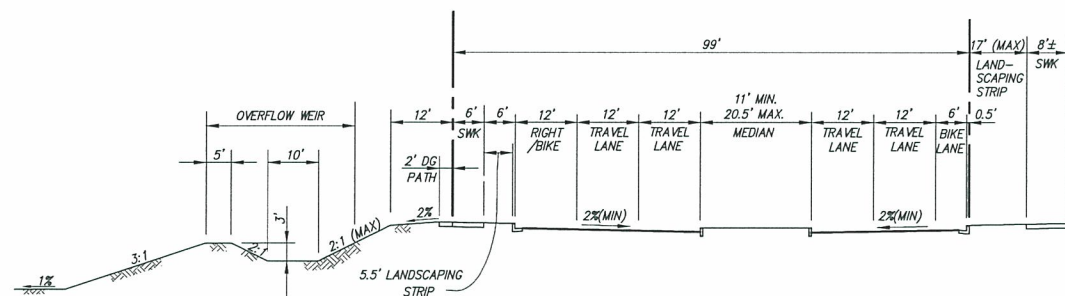 99'
17' (MAX)
8'±
LAND-
SCAPING
STRIP
SWK
OVERFLOW WEIR
12'
6'
SWK
6'
12'
RIGHT
/BIKE
12'
TRAVEL
LANE
12'
TRAVEL
LANE
11' MIN.
20.5' MAX.
MEDIAN
12'
TRAVEL
LANE
12'
TRAVEL
LANE
6'
BIKE
LANE
0.5'
5'
10'
2' DG
PATH
3'
2%
2%(MIN)
2%(MIN)
2:1
2:1 (MAX)
3:1
1%
5.5' LANDSCAPING
STRIP